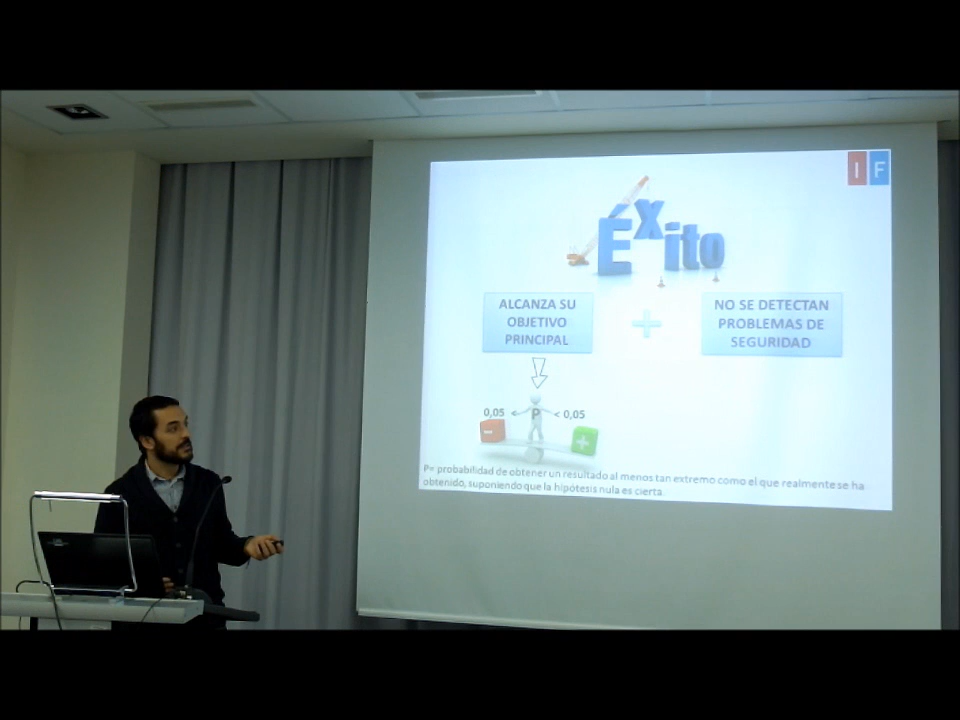 I F
Éxito
ALCANZA SU
OBJETIVO
PRINCIPAL
+
NO SE DETECTAN
PROBLEMAS DE
SEGURIDAD
0,05 < P < 0,05
- +
P= probabilidad de obtener un resultado al menos tan extremo como el que realmente se ha
obtenido, suponiendo que la hipótesis nula es cierta.